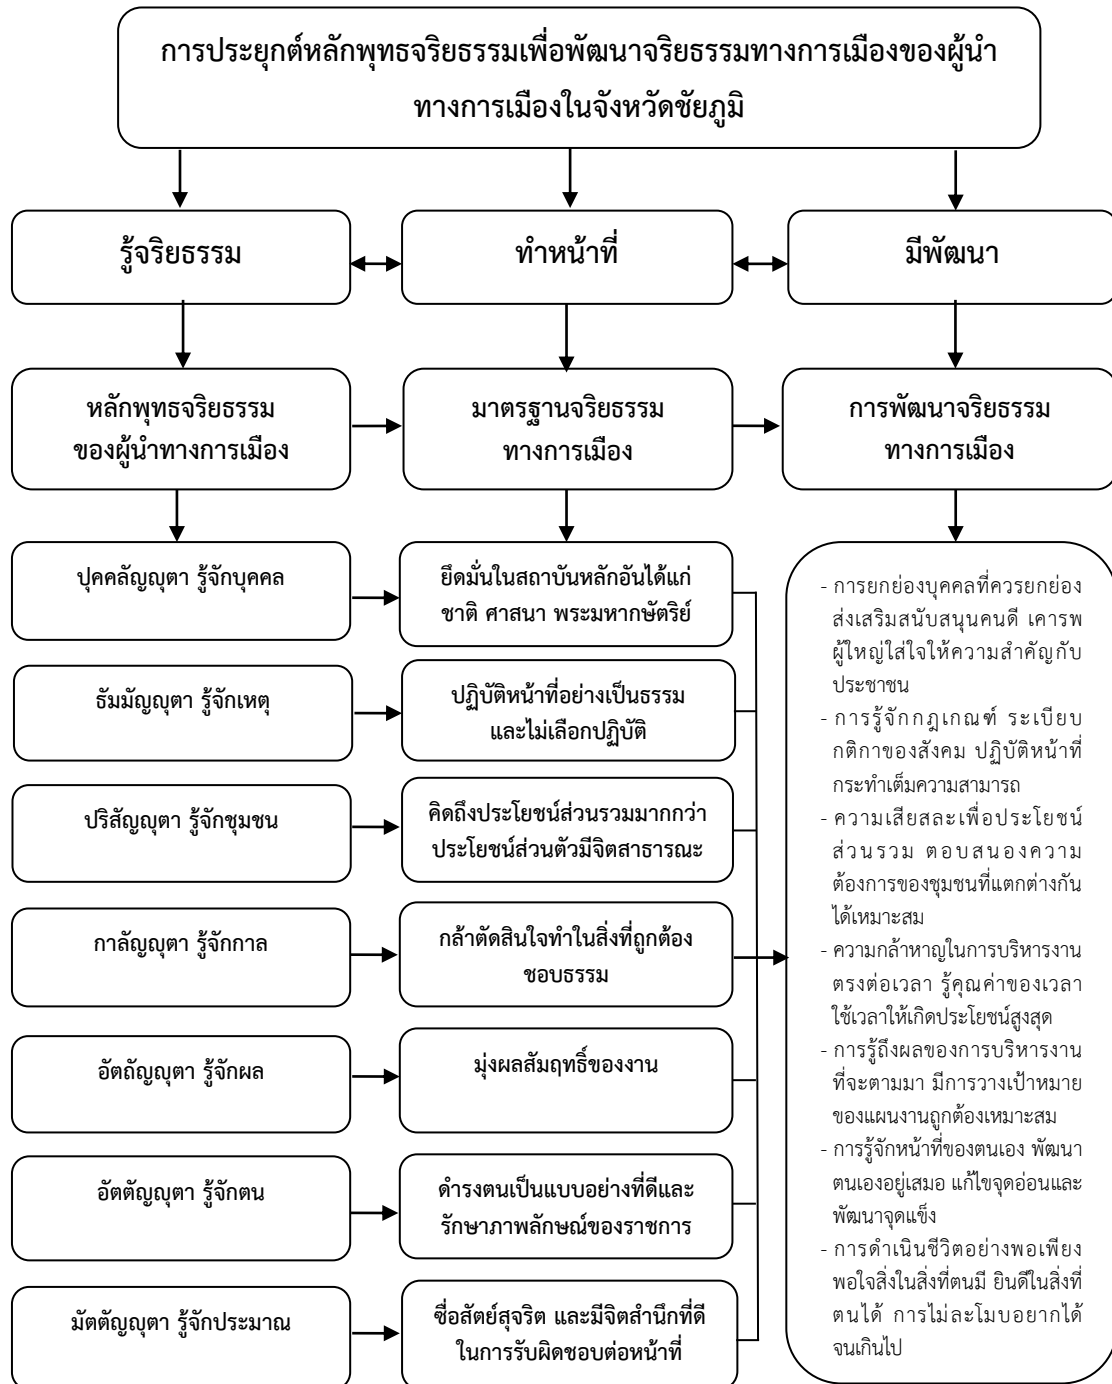 การประยุกต์หลักพุทธจริยธรรมเพื่อพัฒนาจริยธรรมทางการเมืองของผู้นำ
ทางการเมืองในจังหวัดชัยภูมิ
รู้จริยธรรม
ทำหน้าที่
มีพัฒนา
หลักพุทธจริยธรรม
ของผู้นำทางการเมือง
มาตรฐานจริยธรรม
ทางการเมือง
การพัฒนาจริยธรรม
ทางการเมือง
ปุคคลัญญุตา รู้จักบุคคล
ยึดมั่นในสถาบันหลักอันได้แก่
ชาติ ศาสนา พระมหากษัตริย์
ธัมมัญญุตา รู้จักเหตุ
ปฏิบัติหน้าที่อย่างเป็นธรรม
และไม่เลือกปฏิบัติ
ปริสัญญุตา รู้จักชุมชน
คิดถึงประโยชน์ส่วนรวมมากกว่า
ประโยชน์ส่วนตัวมีจิตสาธารณะ
กาลัญญุตา รู้จักกาล
กล้าตัดสินใจทำในสิ่งที่ถูกต้อง
ชอบธรรม
อัตถัญญุตา รู้จักผล
มุ่งผลสัมฤทธิ์ของงาน
อัตตัญญุตา รู้จักตน
ดำรงตนเป็นแบบอย่างที่ดีและ
รักษาภาพลักษณ์ของราชการ
มัตตัญญุตา รู้จักประมาณ
ซื่อสัตย์สุจริต และมีจิตสำนึกที่ดี
ในการรับผิดชอบต่อหน้าที่
- การยกย่องบุคคลที่ควรยกย่อง
ส่งเสริมสนับสนุนคนดี เคารพ
ผู้ใหญ่ใส่ใจให้ความสำคัญกับ
ประชาชน
- การรู้จักกฎเกณฑ์ ระเบียบ
กติกาของสังคม ปฏิบัติหน้าที่
กระทำเต็มความสามารถ
- ความเสียสละเพื่อประโยชน์
ส่วนรวม ตอบสนองความ
ต้องการของชุมชนที่แตกต่างกัน
ได้เหมาะสม
- ความกล้าหาญในการบริหารงาน
ตรงต่อเวลา รู้คุณค่าของเวลา
ใช้เวลาให้เกิดประโยชน์สูงสุด
- การรู้ถึงผลของการบริหารงาน
ที่จะตามมา มีการวางเป้าหมาย
ของแผนงานถูกต้องเหมาะสม
- การรู้จักหน้าที่ของตนเอง พัฒนา
ตนเองอยู่เสมอ แก้ไขจุดอ่อนและ
พัฒนาจุดแข็ง
- การดำเนินชีวิตอย่างพอเพียง
พอใจสิ่งในสิ่งที่ตนมี ยินดีในสิ่งที่
ตนได้ การไม่ละโมบอยากได้
จนเกินไป